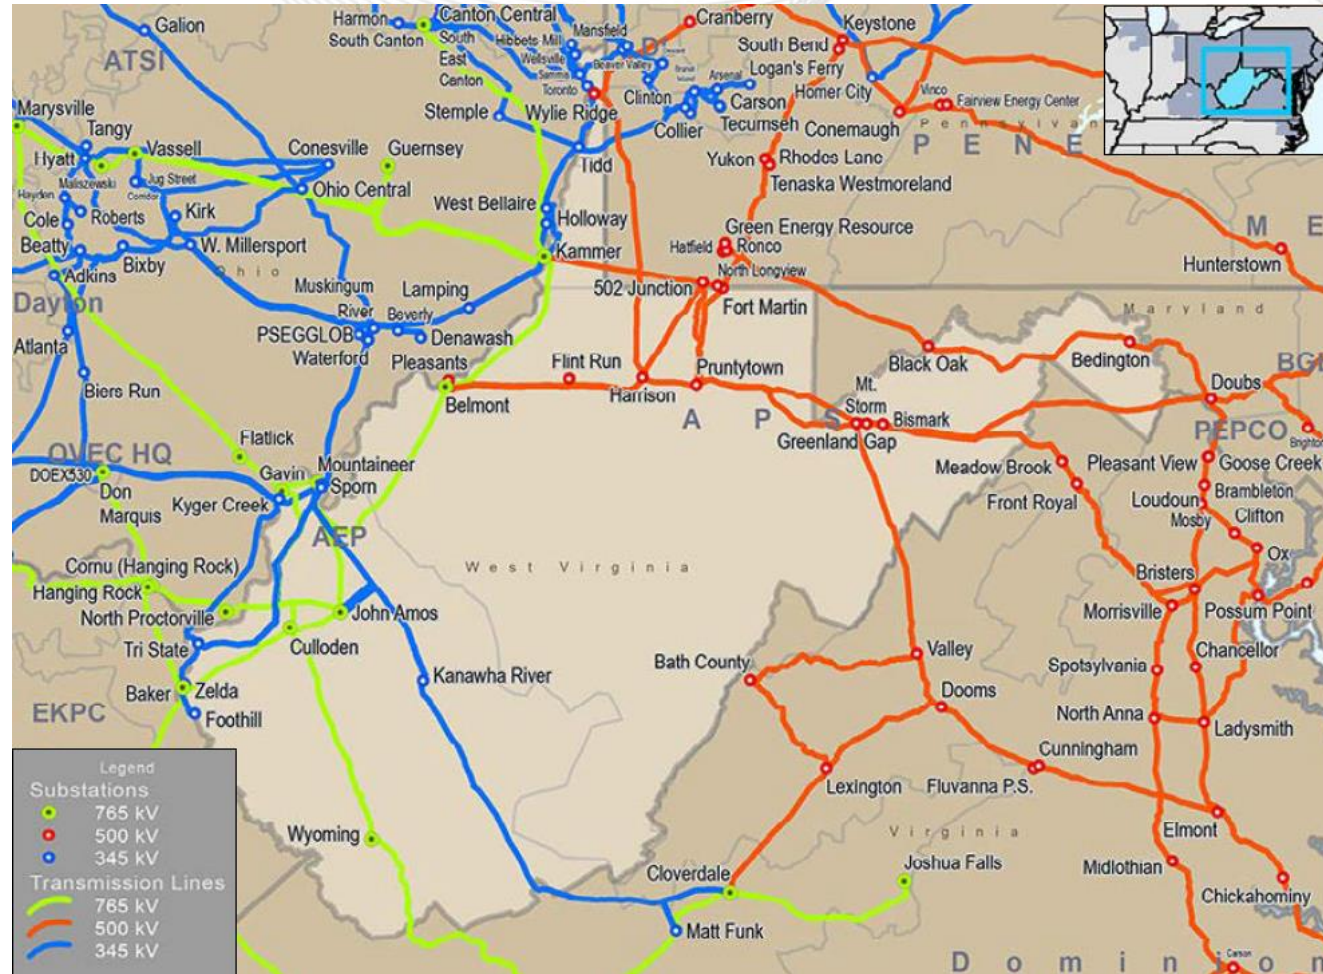 Galion
Harmon
South Canton
Canton Central
South
East
Canton
Hibbets Mill
Mansfield
Wellsville
Sammis
Beaver Valley
Toronto
Cranberry
Keystone
South Bend
Logan's Ferry
Homer City
ATSI
Marysville
Tangy
Vassell
Conesville
Guernsey
Stemple
Wylie Ridge
Clinton
Arsenal
Carson
Tecumseh
Collier
Conemaugh
Vinco
Fairview Energy Center
Pennsylvan
P E N E
Hyatt
Maliszewski
Jug Street
Corridor
Ohio Central
Tidd
Yukon
Rhodes Lane
Tenaska Westmoreland
Hayden
Cole
Roberts
Kirk
West Bellaire
Holloway
Green Energy Resource
Hatfield
Ronco
M E
Beatty
Bixby
W. Millersport
Kammer
North Longview
Hunterstown
Adkins
Ohio
Dayton
Muskingum
River
Lamping
502 Junction
Fort Martin
Maryland
Beverly
PSEGGLOB
Waterford
Denawash
Atlanta
Pleasants
Flint Run
Pruntytown
Black Oak
Bedington
BGE
Biers Run
Belmont
Harrison
Mt.
Storm
Bismark
Doubs
A P S
Greenland Gap
PEPCO
Brighton
Flatlick
OVEC HQ
DOEX530
Don
Marquis
Gavin
Mountaineer
Sporn
Kyger Creek
Meadow Brook
Front Royal
Pleasant View
Goose Creek
Loudoun
Brambleton
Mosby
Clifton
Ox
AEP
West Virginia
Cornu (Hanging Rock)
Hanging Rock
Bristers
North Proctorville
John Amos
Morrisville
Possum Point
Tri State
Culloden
Valley
Chancellor
Bath County
Spotsylvania
Kanawha River
Baker
Zelda
Foothill
Dooms
EKPC
North Anna
Ladysmith
Cunningham
Lexington
Fluvanna P.S.
Virginia
Elmont
Wyoming
Midlothian
Joshua Falls
Cloverdale
Chickahominy
Matt Funk
Carson
D o m i n i o n
Legend
Substations
765 kV
500 kV
345 kV
Transmission Lines
765 kV
500 kV
345 kV